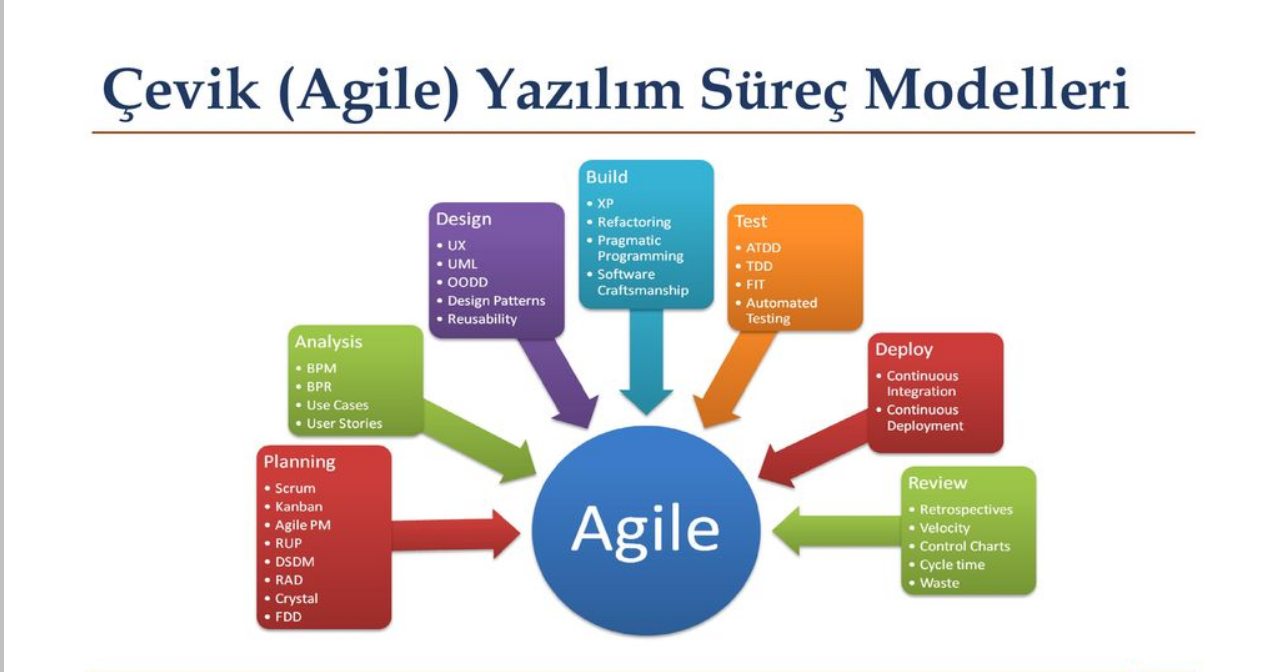 Çevik (Agile) Yazılım Süreç Modelleri
Planning
• Scrum
• Kanban
• Agile PM
• RUP
• DSDM
• RAD
• Crystal
• FDD
Analysis
• BPM
• BPR
• Use Cases
• User Stories
Design
• UX
• UML
• OODD
• Design Patterns
• Reusability
Build
• XP
• Refactoring
• Pragmatic
Programming
• Software
Craftsmanship
Test
• ATDD
• TDD
• FIT
• Automated
Testing
Deploy
• Continuous
Integration
• Continuous
Deployment
Review
• Retrospectives
• Velocity
• Control Charts
• Cycle time
• Waste
Agile